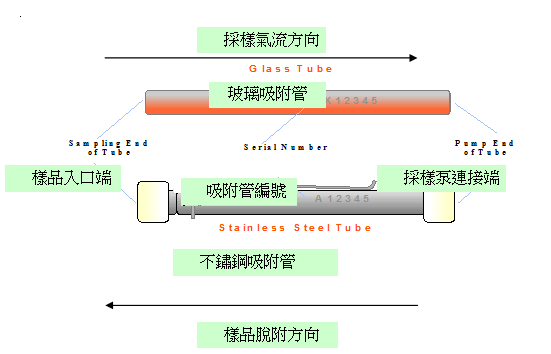 採樣氣流方向
Glass Tube
玻璃吸附管
K12345
Sampling End
of Tube
Serial Number
Pump End
of Tube
樣品入口端
吸附管編號
採樣泵連接端
A 12345
Stainless Steel Tube
不鏽鋼吸附管
樣品脫附方向